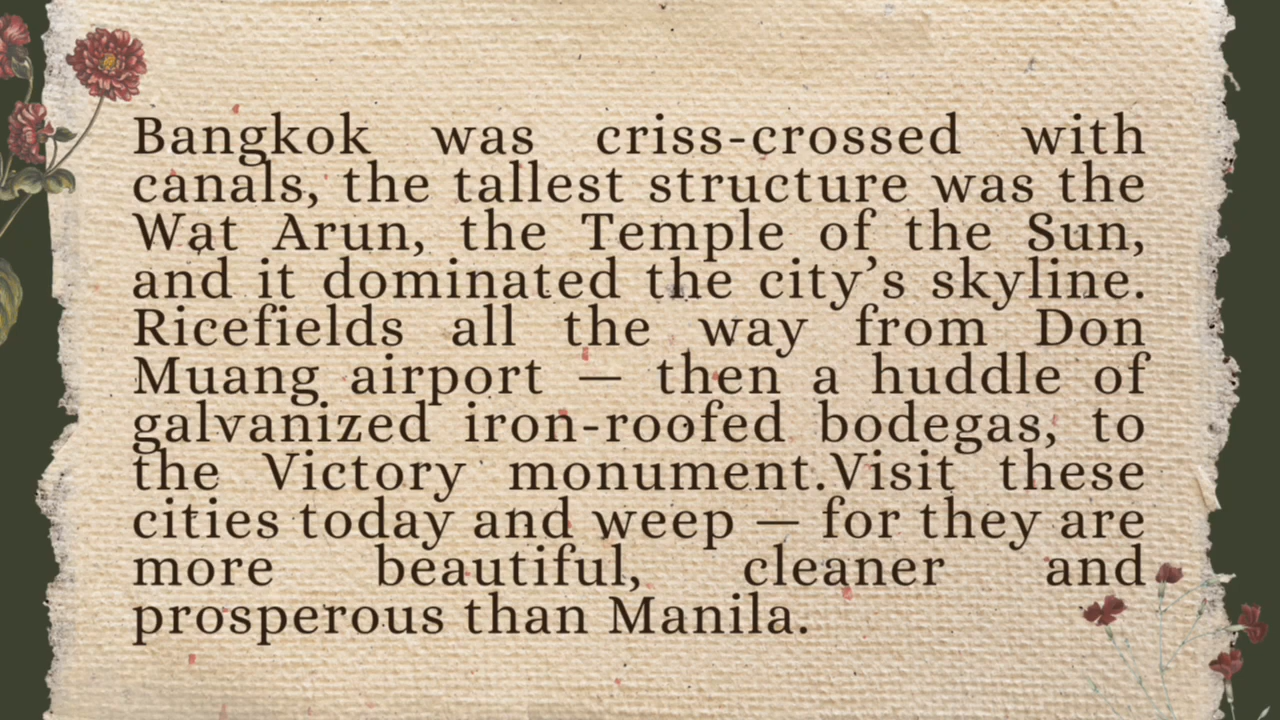 Bangkok was criss-crossed with
canals, the tallest structure was the
Wat Arun, the Temple of the Sun,
and it dominated the city’s skyline.
Ricefields all the way from Don
Muang airport — then a huddle of
galvanized iron-roofed bodegas, to
the Victory monument.Visit these
cities today and weep — for they are
more beautiful, cleaner and
prosperous than Manila.